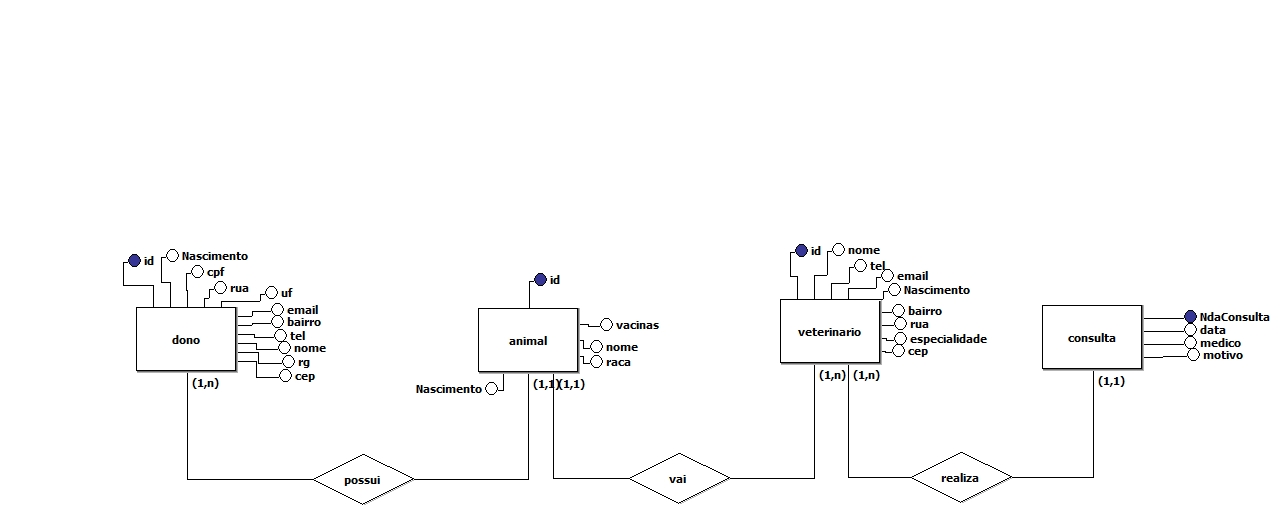 id
Nascimento
cpf
rua
uf
email
bairro
tel
nome
rg
cep
dono
(1,n)
id
vacinas
nome
raca
Nascimento
animal
(1,1)
(1,1)
id
nome
tel
email
Nascimento
bairro
rua
especialidade
cep
veterinario
(1,n)
(1,n)
NdaConsulta
data
medico
motivo
consulta
(1,1)
possui
vai
realiza